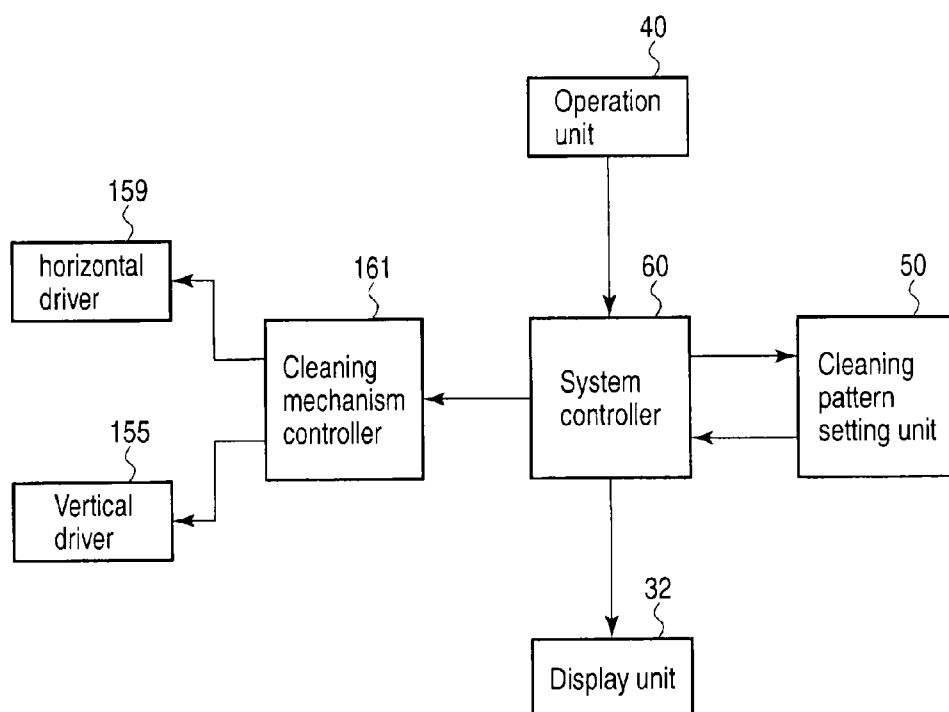 40
Operation
unit
159
horizontal
driver
161
Cleaning
mechanism
controller
60
System
controller
50
Cleaning
pattern
setting unit
155
Vertical
driver
32
Display unit